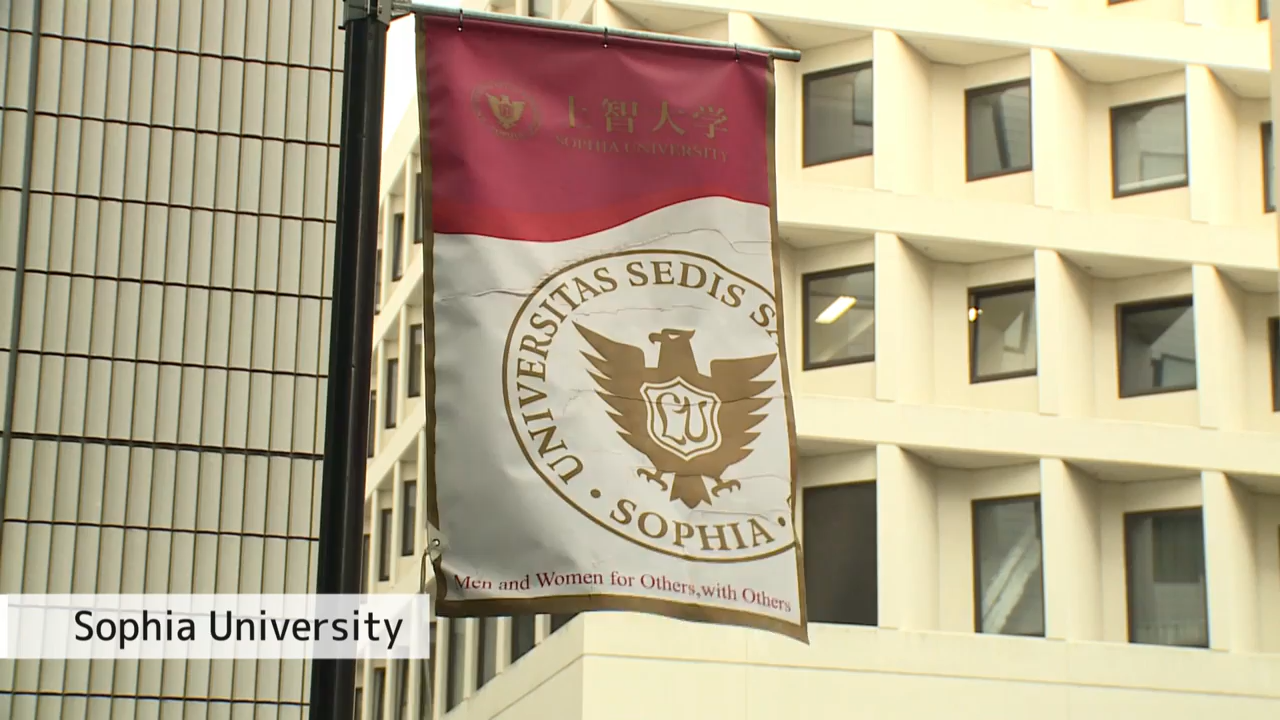 上智大学
SOPHIA UNIVERSITY
UNIVERSITAS SEDIS
SOPHIA
LU
Men and Women for Others, with Others
Sophia University